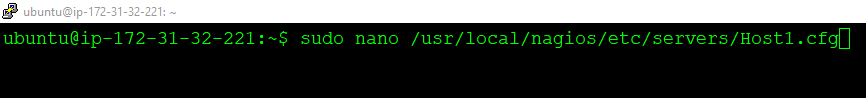 ubuntu@ip-172-31-32-221: ~
ubuntu@ip-172-31-32-221:~$ sudo nano /usr/local/nagios/etc/servers/Host1.cfg